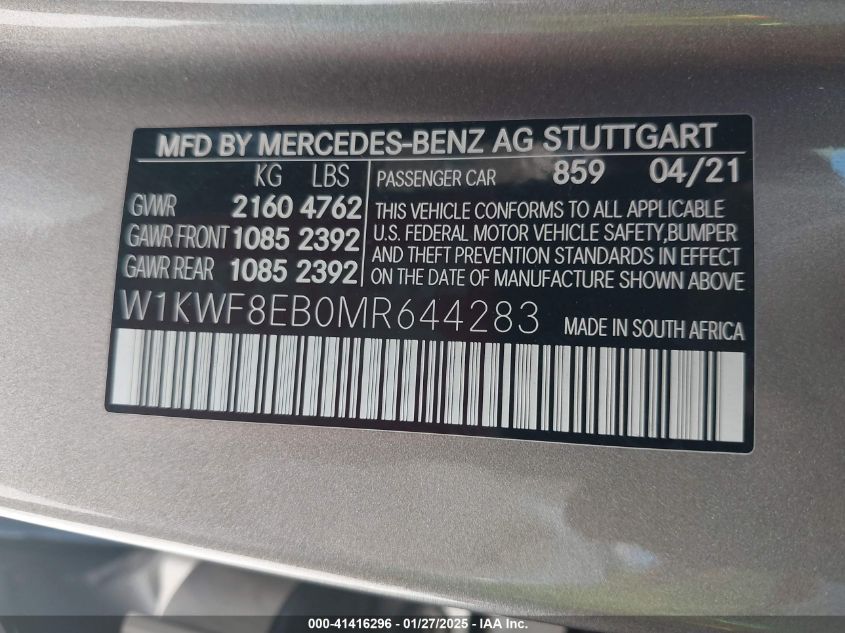 MFD BY MERCEDES-BENZ AG STUTTGART
KG LBS
GVWR 2160 4762
GAWR FRONT 1085 2392
GAWR REAR 1085 2392
PASSENGER CAR 859 04/21
THIS VEHICLE CONFORMS TO ALL APPLICABLE
U.S. FEDERAL MOTOR VEHICLE SAFETY,BUMPER
AND THEFT PREVENTION STANDARDS IN EFFECT
ON THE DATE OF MANUFACTURE SHOWN ABOVE
W1KWF8EB0MR644283 MADE IN SOUTH AFRICA
000-41416296 - 01/27/2025 - IAA Inc.